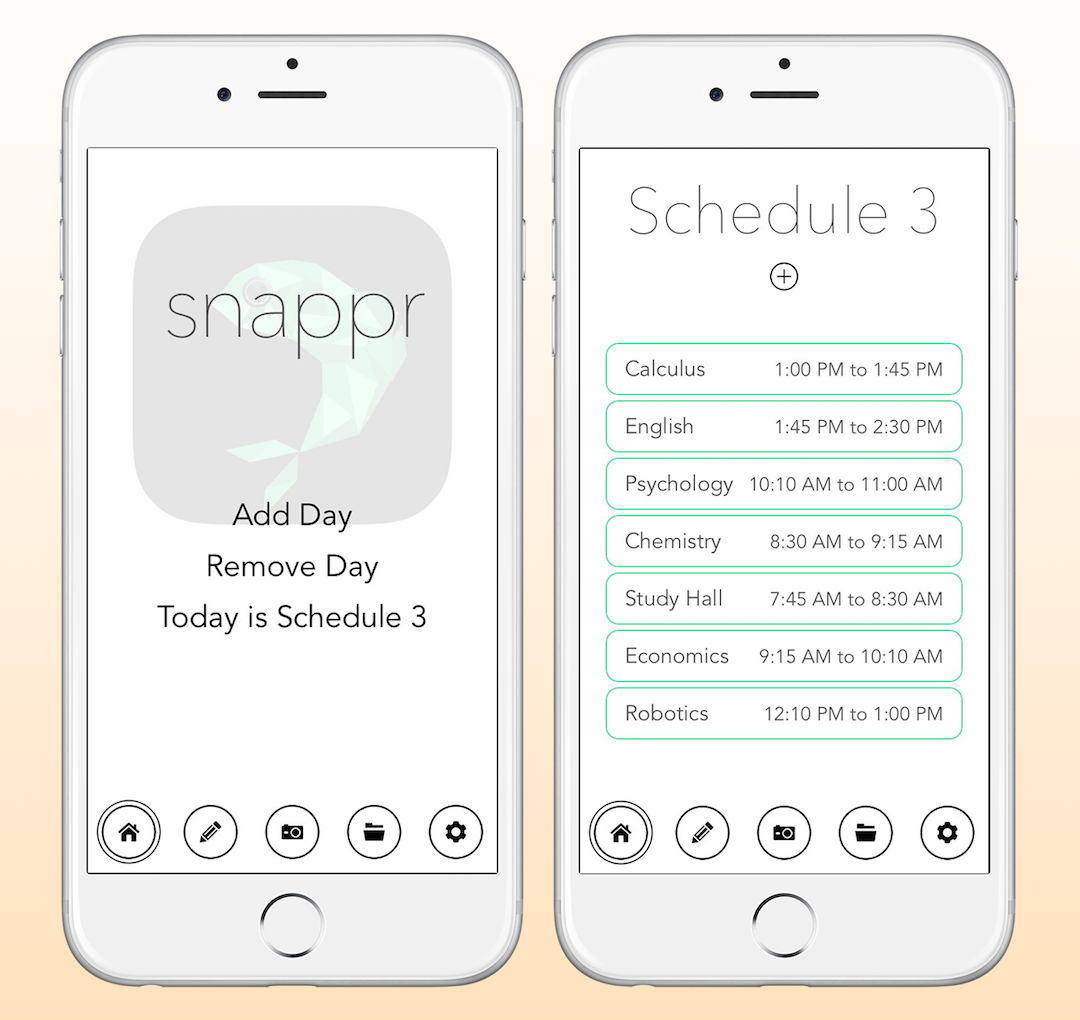 snappr
Add Day
Remove Day
Today is Schedule 3
Schedule 3
Calculus 1:00 PM to 1:45 PM
English 1:45 PM to 2:30 PM
Psychology 10:10 AM to 11:00 AM
Chemistry 8:30 AM to 9:15 AM
Study Hall 7:45 AM to 8:30 AM
Economics 9:15 AM to 10:10 AM
Robotics 12:10 PM to 1:00 PM